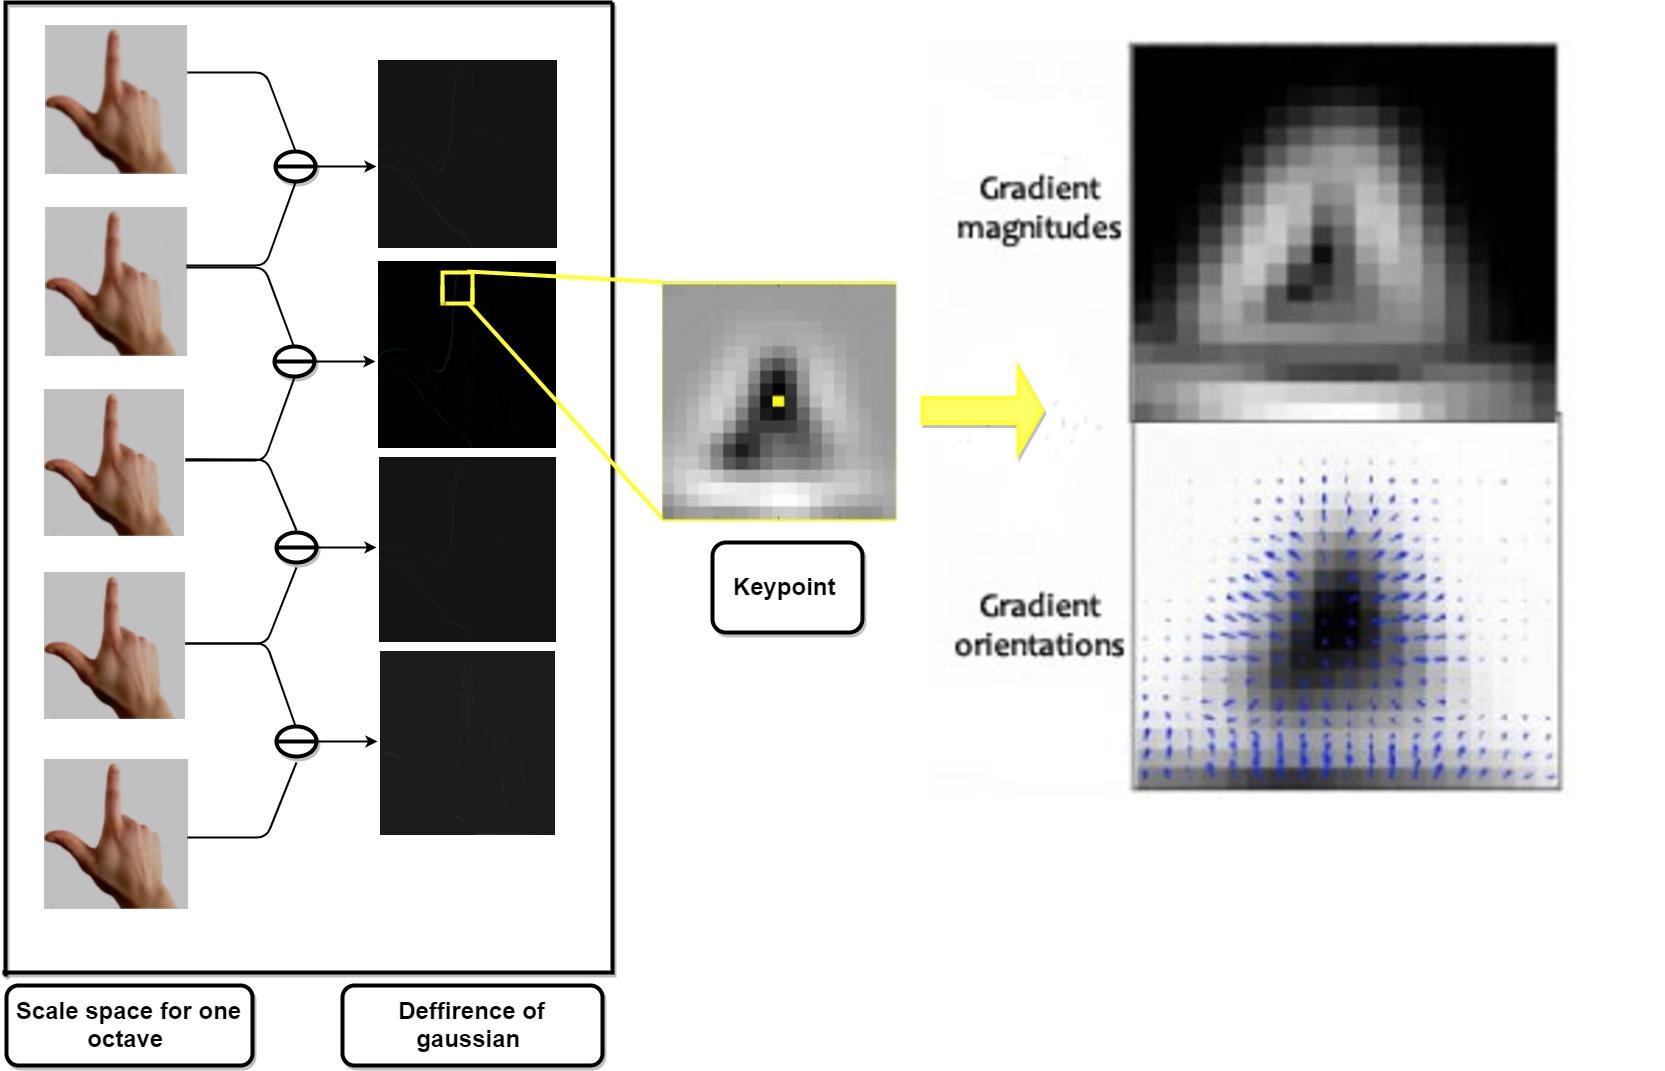 Gradient
magnitudes
Keypoint
Gradient
orientations
Scale space for one
octave
Deffirence of
gaussian